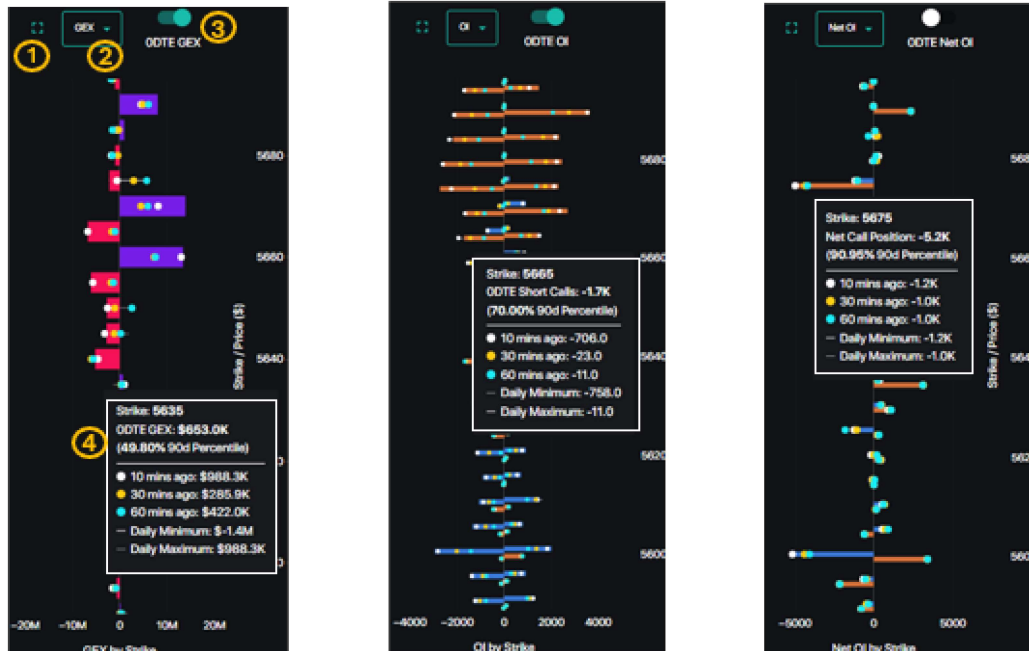 GEX
0DTE GEX
1
2
3
5680
5660
5640
Strike / Price ($)
4
Strike: 5635
0DTE GEX: $653.0K
(49.80% 90d Percentile)
10 mins ago: $988.3K
30 mins ago: $285.9K
60 mins ago: $422.0K
Daily Minimum: $-1.4M
Daily Maximum: $988.3K
0
0
−20M −10M 0 10M 20M
GEX by Strike
OI
0DTE OI
5680
5660
Strike: 5665
0DTE Short Calls: -1.7K
(70.00% 90d Percentile)
10 mins ago: -706.0
30 mins ago: -23.0
60 mins ago: -11.0
Daily Minimum: -758.0
Daily Maximum: -11.0
5640
5620
5600
−4000 −2000 0 2000 4000
OI by Strike
Strike / Price ($)
Net OI
0DTE Net OI
568
566
Strike: 5675
Net Call Position: -5.2K
(90.95% 90d Percentile)
10 mins ago: -1.2K
30 mins ago: -1.0K
60 mins ago: -1.0K
Daily Minimum: -1.2K
Daily Maximum: -1.0K
564
562
560
−5000 0 5000
Net OI by Strike